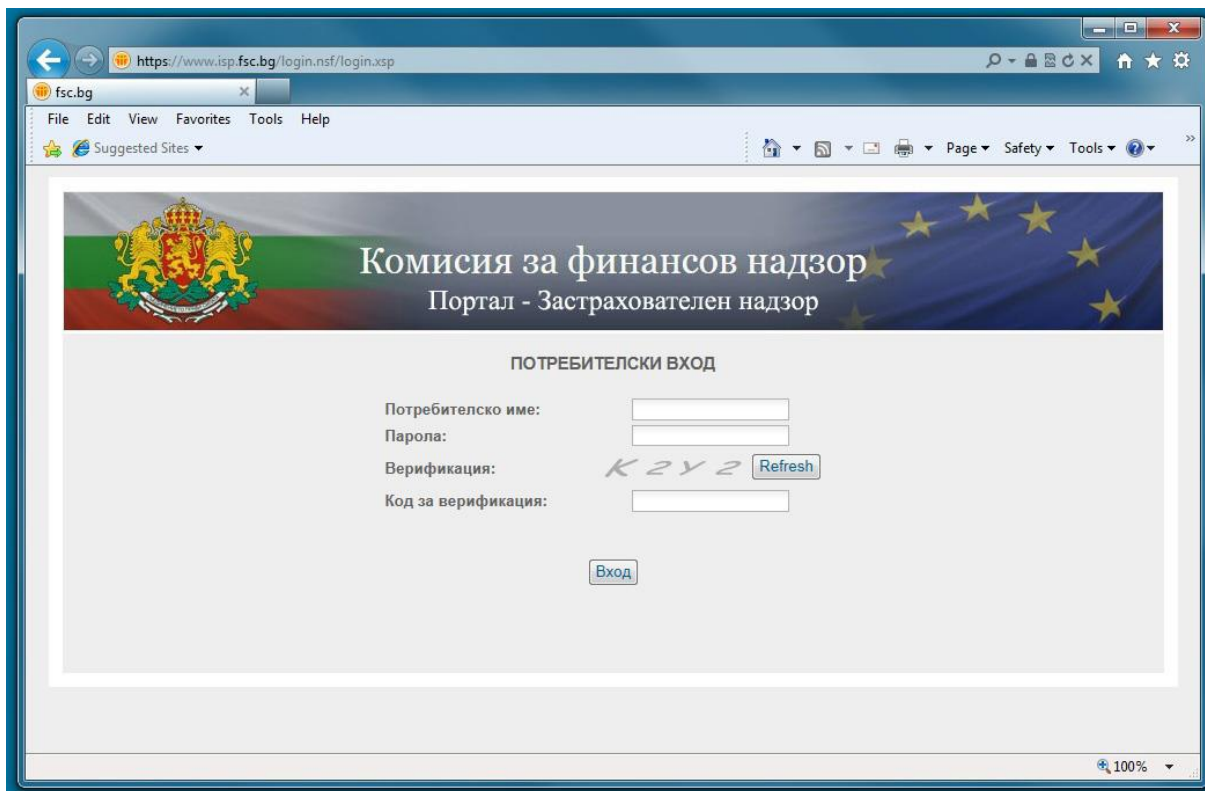 https://www.isp.fsc.bg/login.nsf/login.xsp
fsc.bg
File Edit View Favorites Tools Help
Suggested Sites
Page Safety Tools
Комисия за финансов надзор
Портал - Застрахователен надзор
ПОТРЕБИТЕЛСКИ ВХОД
Потребителско име:
Парола:
Верификация: K 2 Y 2 Refresh
Код за верификация:
Вход
100%